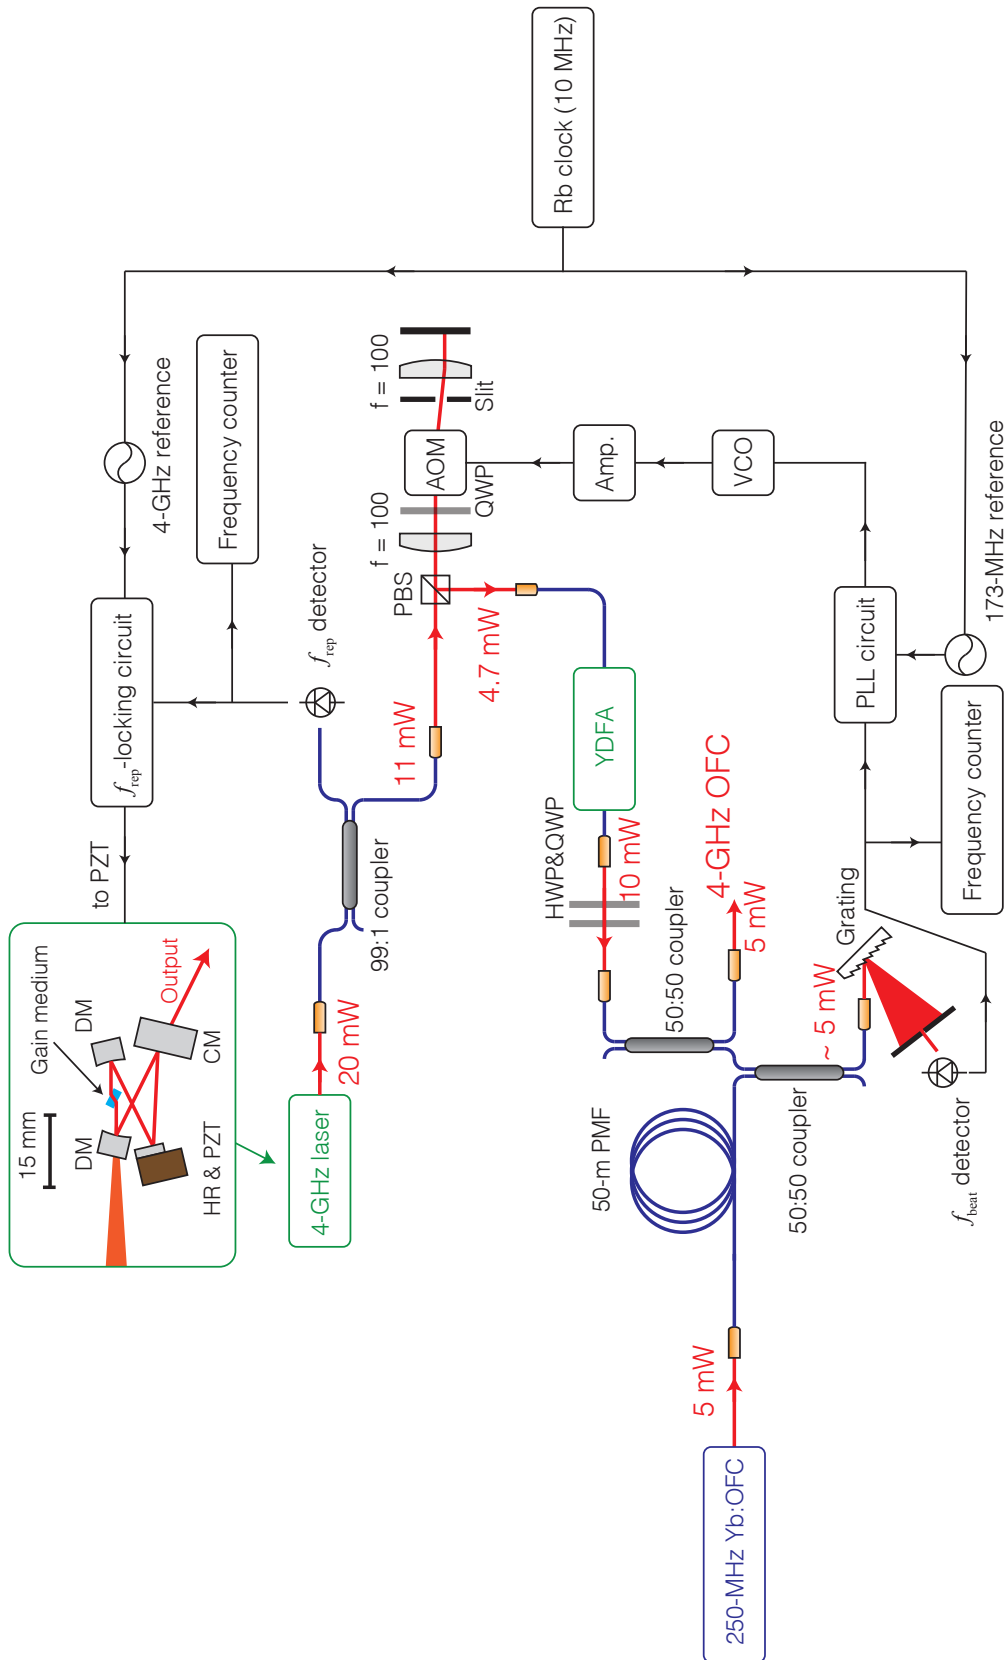 15 mm
Gain medium
DM
DM
HR & PZT
CM
Output
to PZT
f_rep-locking circuit
4-GHz reference
Frequency counter
f_rep detector
4-GHz laser
20 mW
99:1 coupler
11 mW
PBS
f = 100
QWP
AOM
Slit
f = 100
4.7 mW
YDFA
HWP&QWP
10 mW
50:50 coupler
4-GHz OFC
5 mW
250-MHz Yb:OFC
5 mW
50-m PMF
50:50 coupler
~ 5 mW
Grating
f_beat detector
Frequency counter
PLL circuit
173-MHz reference
VCO
Amp.
Rb clock (10 MHz)